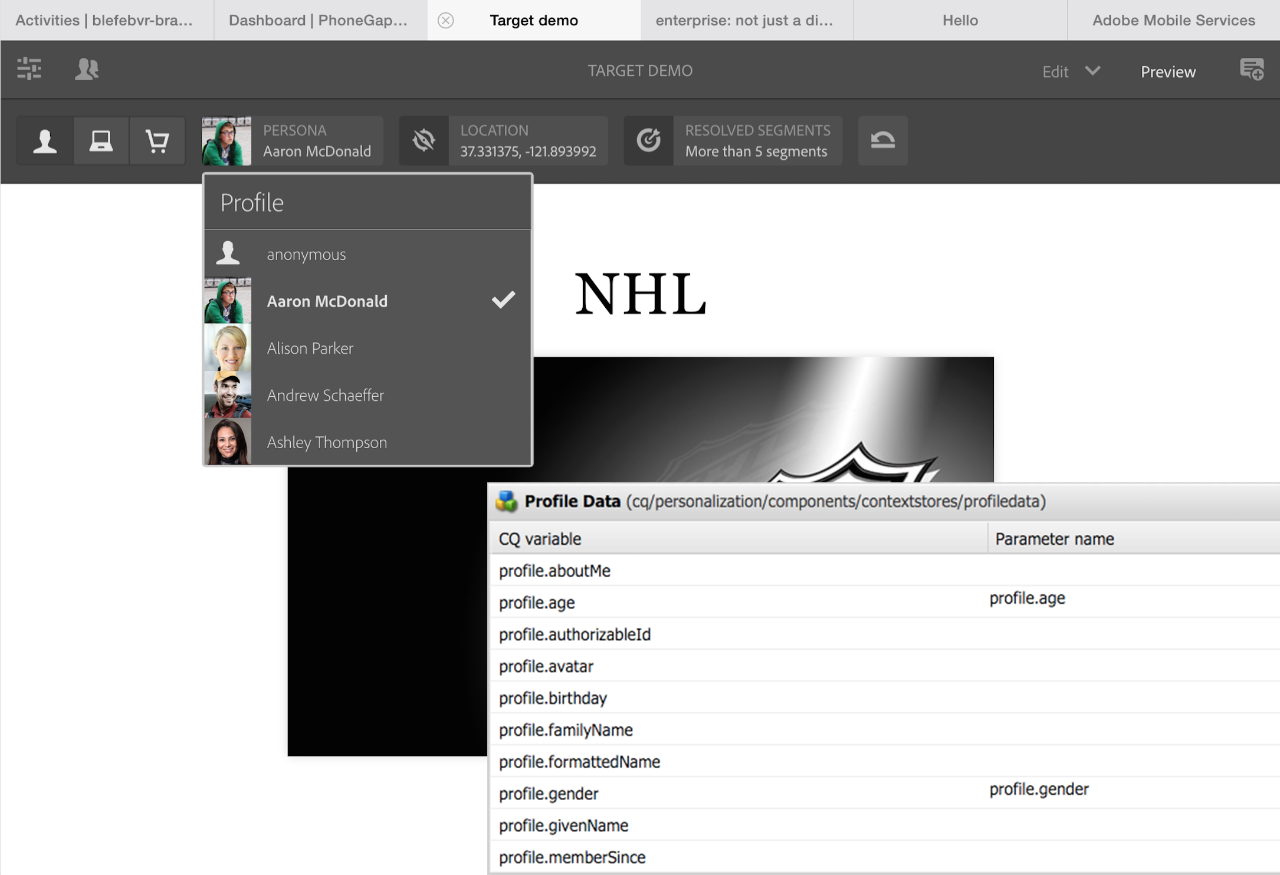 Activities | blefebvr-bra...
Dashboard | PhoneGap...
Target demo
enterprise: not just a di...
Hello
Adobe Mobile Services
TARGET DEMO
Edit
Preview
PERSONA
Aaron McDonald
LOCATION
37.331375, -121.893992
RESOLVED SEGMENTS
More than 5 segments
Profile
anonymous
Aaron McDonald
Alison Parker
Andrew Schaeffer
Ashley Thompson
NHL
Profile Data (cq/personalization/components/contextstores/profiledata)
CQ variable
Parameter name
profile.aboutMe
profile.age
profile.age
profile.authorizableId
profile.avatar
profile.birthday
profile.familyName
profile.formattedName
profile.gender
profile.gender
profile.givenName
profile.memberSince